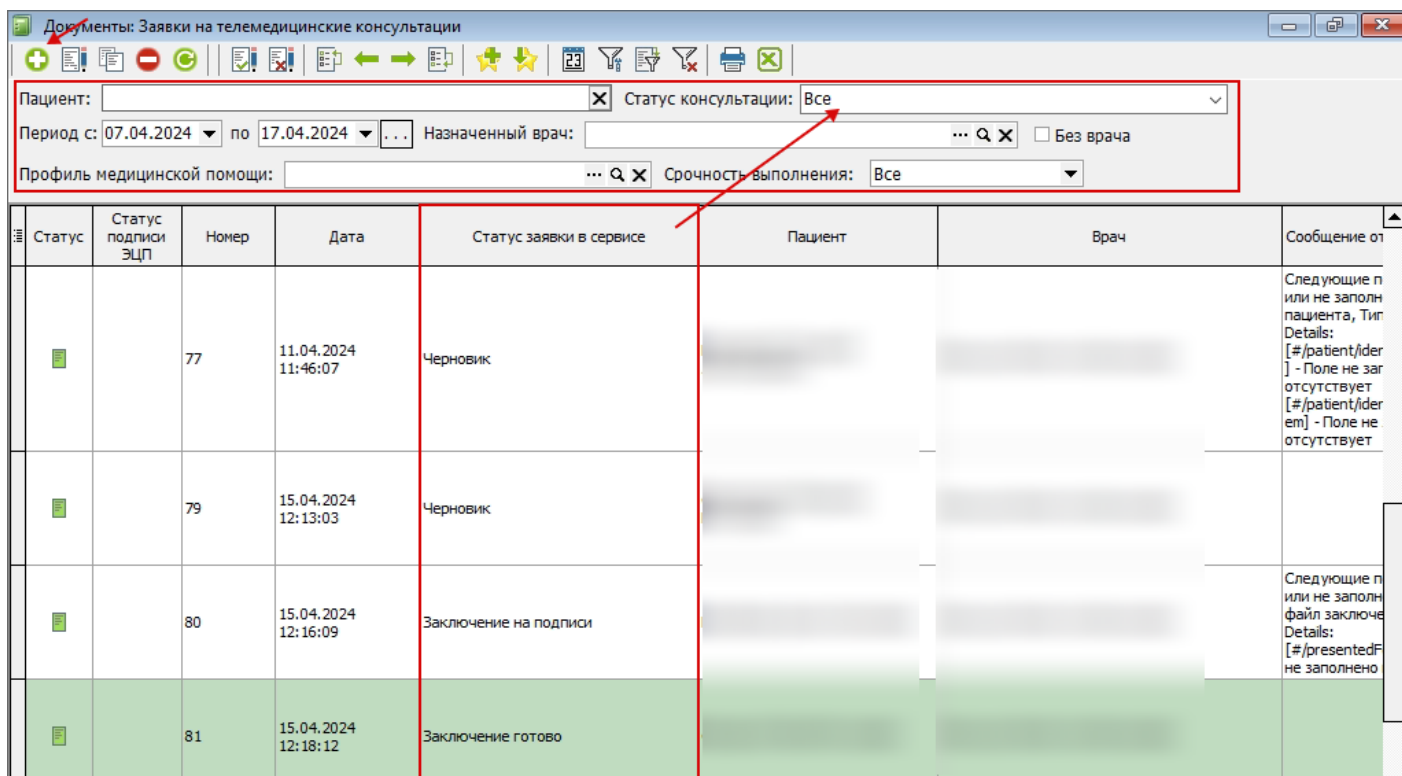 Документы: Заявки на телемедицинские консультации
23
Пациент: Статус консультации: Все
Период с: 07.04.2024 по 17.04.2024 ... Назначенный врач: ... Без врача
Профиль медицинской помощи: ... Срочность выполнения: Все
Статус
Статус
подписи
ЭЦП
Номер
Дата
Статус заявки в сервисе
Пациент
Врач
Сообщение от
77
11.04.2024
11:46:07
Черновик
Следующие п
или не заполн
пациента, Тип
Details:
[#/patient/iden
] - Поле не зап
отсутствует
[#/patient/iden
em] - Поле не
отсутствует
79
15.04.2024
12:13:03
Черновик
80
15.04.2024
12:16:09
Заключение на подписи
Следующие п
или не заполн
файл заключе
Details:
[#/presentedF
не заполнено
81
15.04.2024
12:18:12
Заключение готово